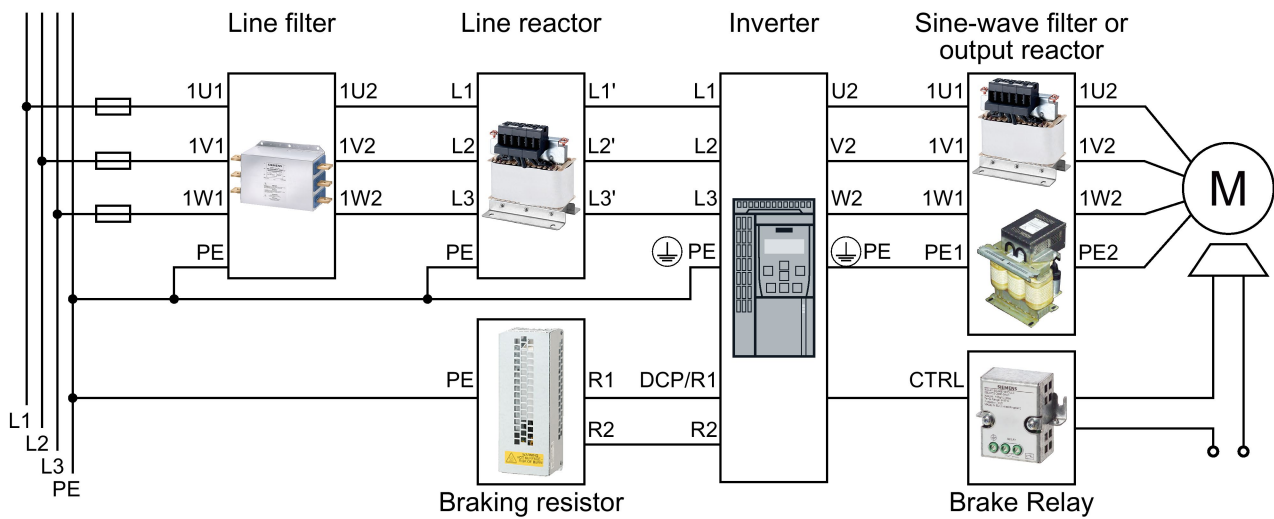 Line filter
Line reactor
Inverter
Sine-wave filter or
output reactor
1U1 1U2 L1 L1' L1 U2 1U1 1U2
1V1 1V2 L2 L2' L2 V2 1V1 1V2
1W1 1W2 L3 L3' L3 W2 1W1 1W2
PE PE PE PE PE1 PE2
M
PE R1 DCP/R1 CTRL
SIEMENS
R2 R2
L1
L2
L3
PE
Braking resistor
Brake Relay